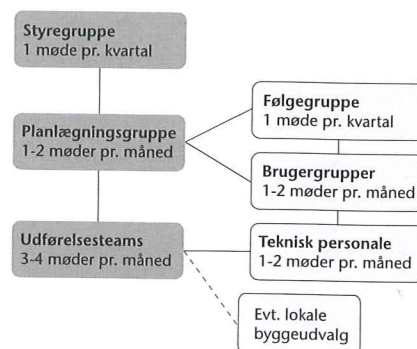 Styregruppe
1 møde pr. kvartal
Planlægningsgruppe
1-2 møder pr. måned
Følgegruppe
1 møde pr. kvartal
Brugergrupper
1-2 møder pr. måned
Udførelsesteams
3-4 møder pr. måned
Teknisk personale
1-2 møder pr. måned
Evt. lokale
byggeudvalg